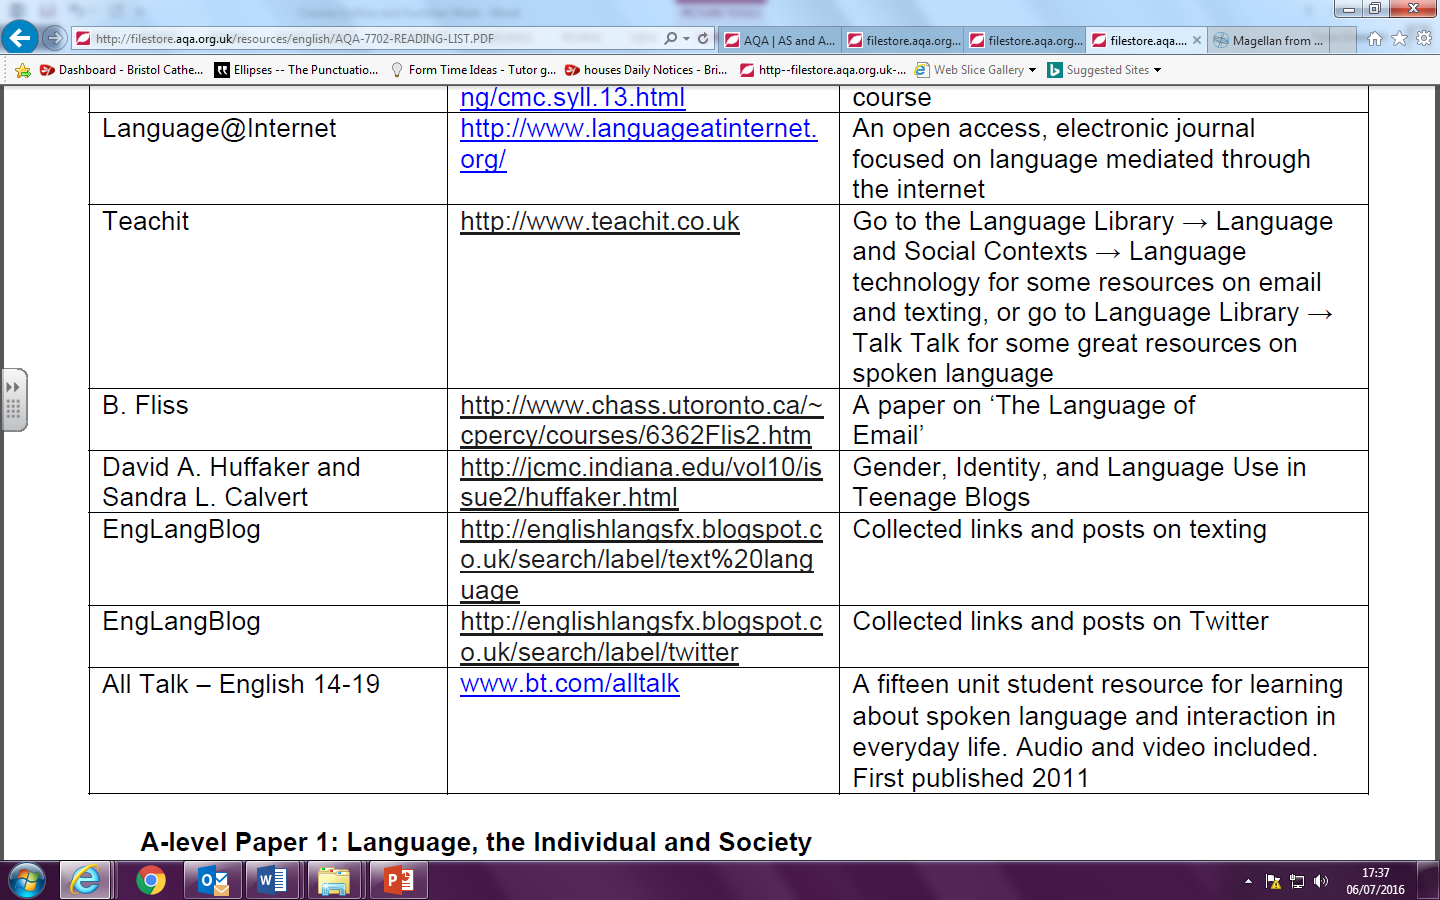 http://filestore.aqa.org.uk/resources/english/AQA-7702-READING-LIST.PDF
AQA | AS and A...
filestore.aqa.org...
filestore.aqa.org...
filestore.aqa....
Magellan from ...
Dashboard - Bristol Cathe...
Ellipses -- The Punctuatio...
Form Time Ideas - Tutor g...
houses Daily Notices - Bri...
http--filestore.aqa.org.uk-...
Web Slice Gallery
Suggested Sites
ng/cmc.syll.13.html
course
Language@Internet
http://www.languageatinternet.
org/
An open access, electronic journal
focused on language mediated through
the internet
Teachit
http://www.teachit.co.uk
Go to the Language Library → Language
and Social Contexts → Language
technology for some resources on email
and texting, or go to Language Library →
Talk Talk for some great resources on
spoken language
B. Fliss
http://www.chass.utoronto.ca/~
cpercy/courses/6362Flis2.htm
A paper on ‘The Language of
Email’
David A. Huffaker and
Sandra L. Calvert
http://jcmc.indiana.edu/vol10/is
sue2/huffaker.html
Gender, Identity, and Language Use in
Teenage Blogs
EngLangBlog
http://englishlangsfx.blogspot.c
o.uk/search/label/text%20lang
uage
Collected links and posts on texting
EngLangBlog
http://englishlangsfx.blogspot.c
o.uk/search/label/twitter
Collected links and posts on Twitter
All Talk – English 14-19
www.bt.com/alltalk
A fifteen unit student resource for learning
about spoken language and interaction in
everyday life. Audio and video included.
First published 2011
A-level Paper 1: Language, the Individual and Society
17:37
06/07/2016